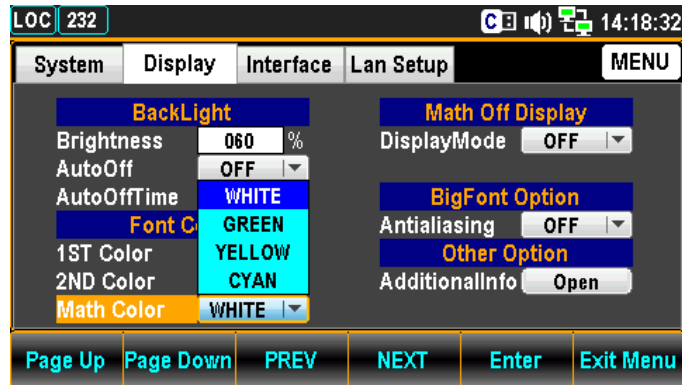 LOC 232 C 14:18:32
System Display Interface Lan Setup MENU
BackLight
Brightness 060 %
AutoOff OFF
AutoOffTime
Font C
1ST Color
2ND Color
Math Color WHITE
WHITE
GREEN
YELLOW
CYAN
Math Off Display
DisplayMode OFF
BigFont Option
Antialiasing OFF
Other Option
AdditionalInfo Open
Page Up Page Down PREV NEXT Enter Exit Menu